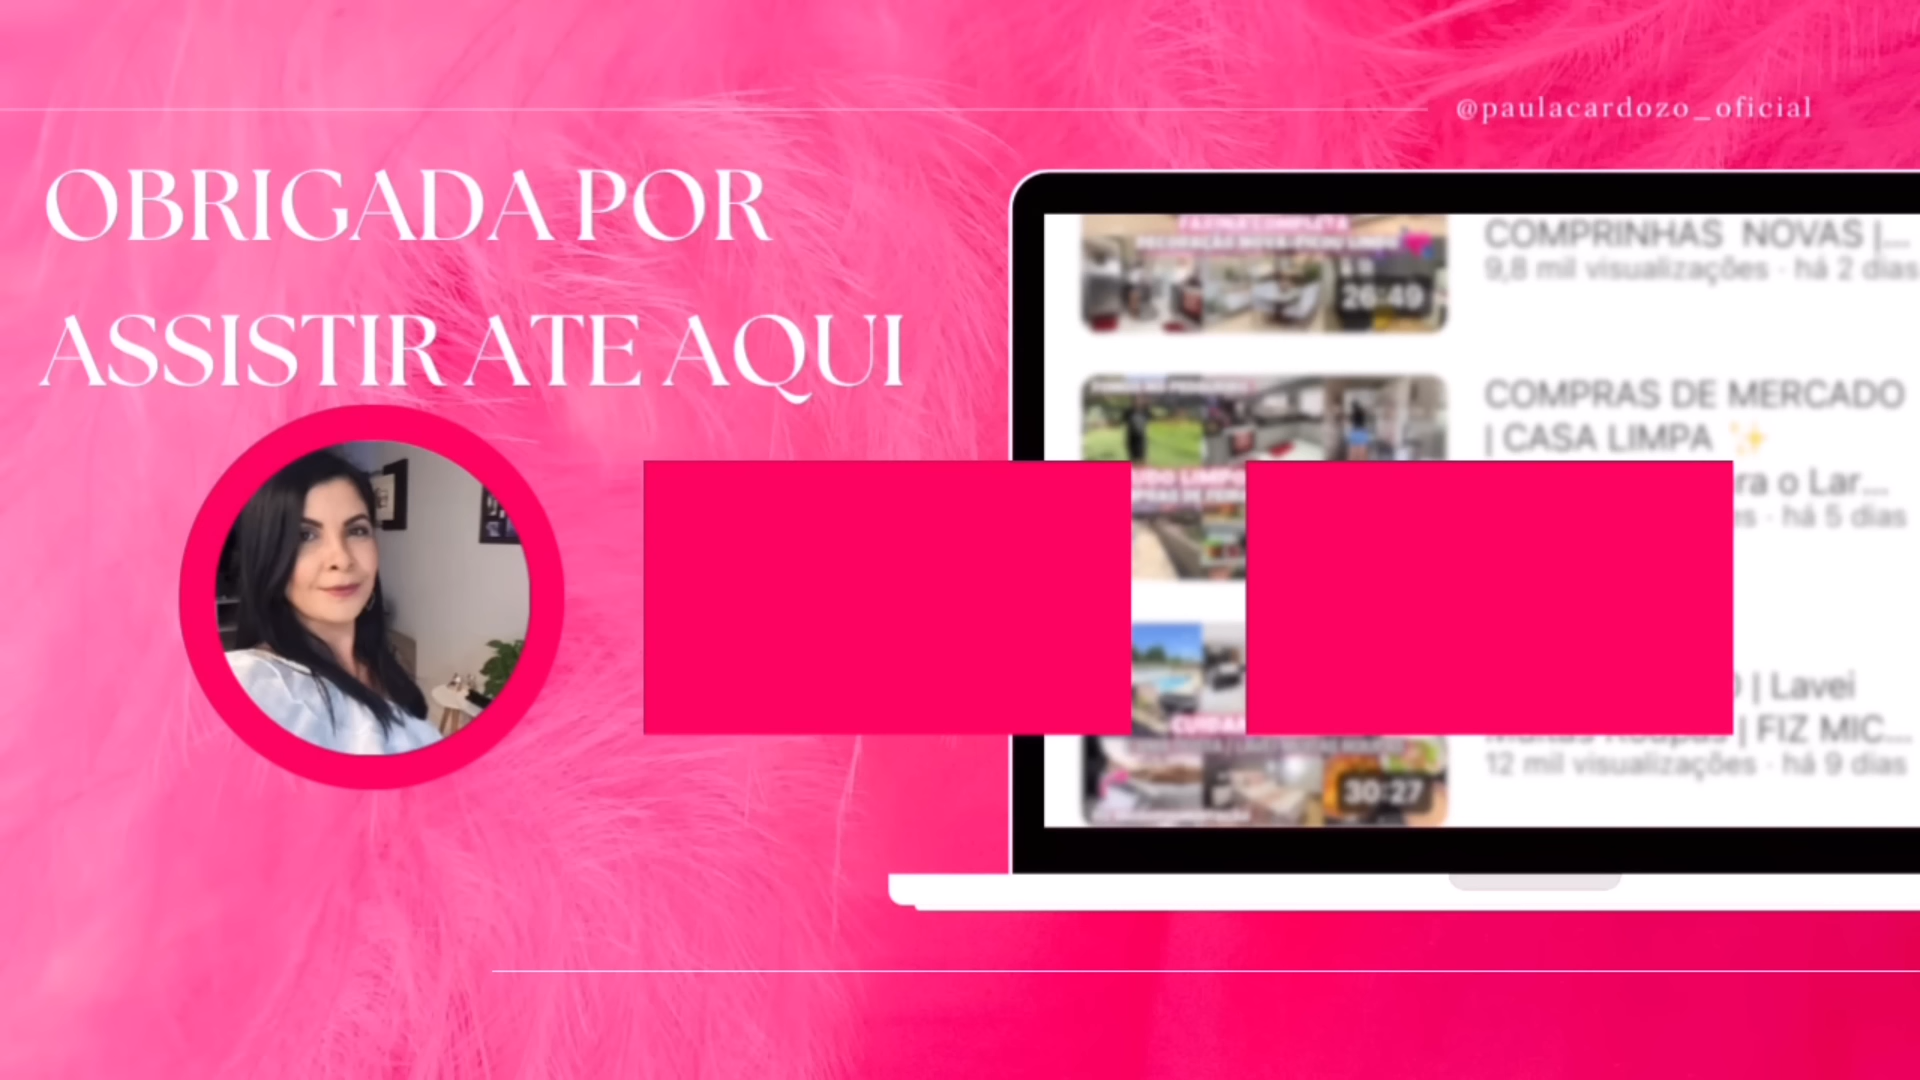 @paulacardozo_oficial
OBRIGADA POR
ASSISTIR ATE AQUI
FAXINA COMPLETA
COMPRINHAS NOVAS |...
9,8 mil visualizações · há 2 dias
26:49
COMPRAS DE MERCADO
| CASA LIMPA ✨
ra o Lar...
s · há 5 dias
| Lavei
| FIZ MIC...
12 mil visualizações · há 9 dias
30:27